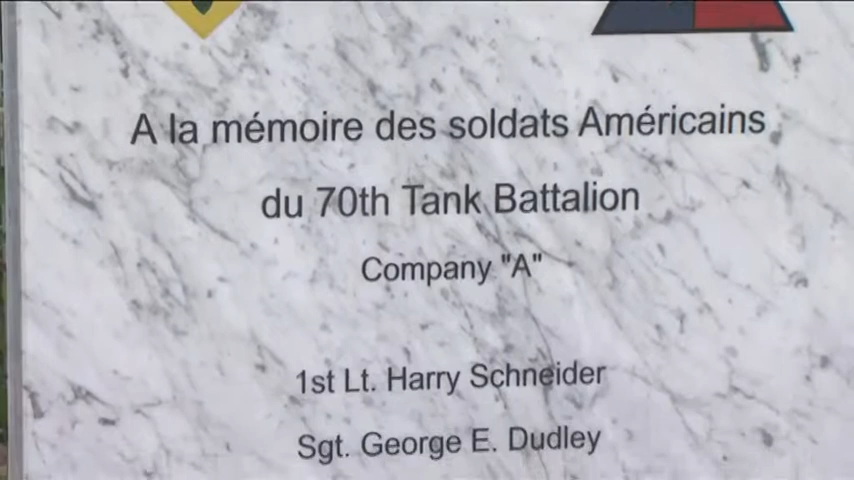 A la mémoire des soldats Américains
du 70th Tank Battalion
Company "A"
1st Lt. Harry Schneider
Sgt. George E. Dudley